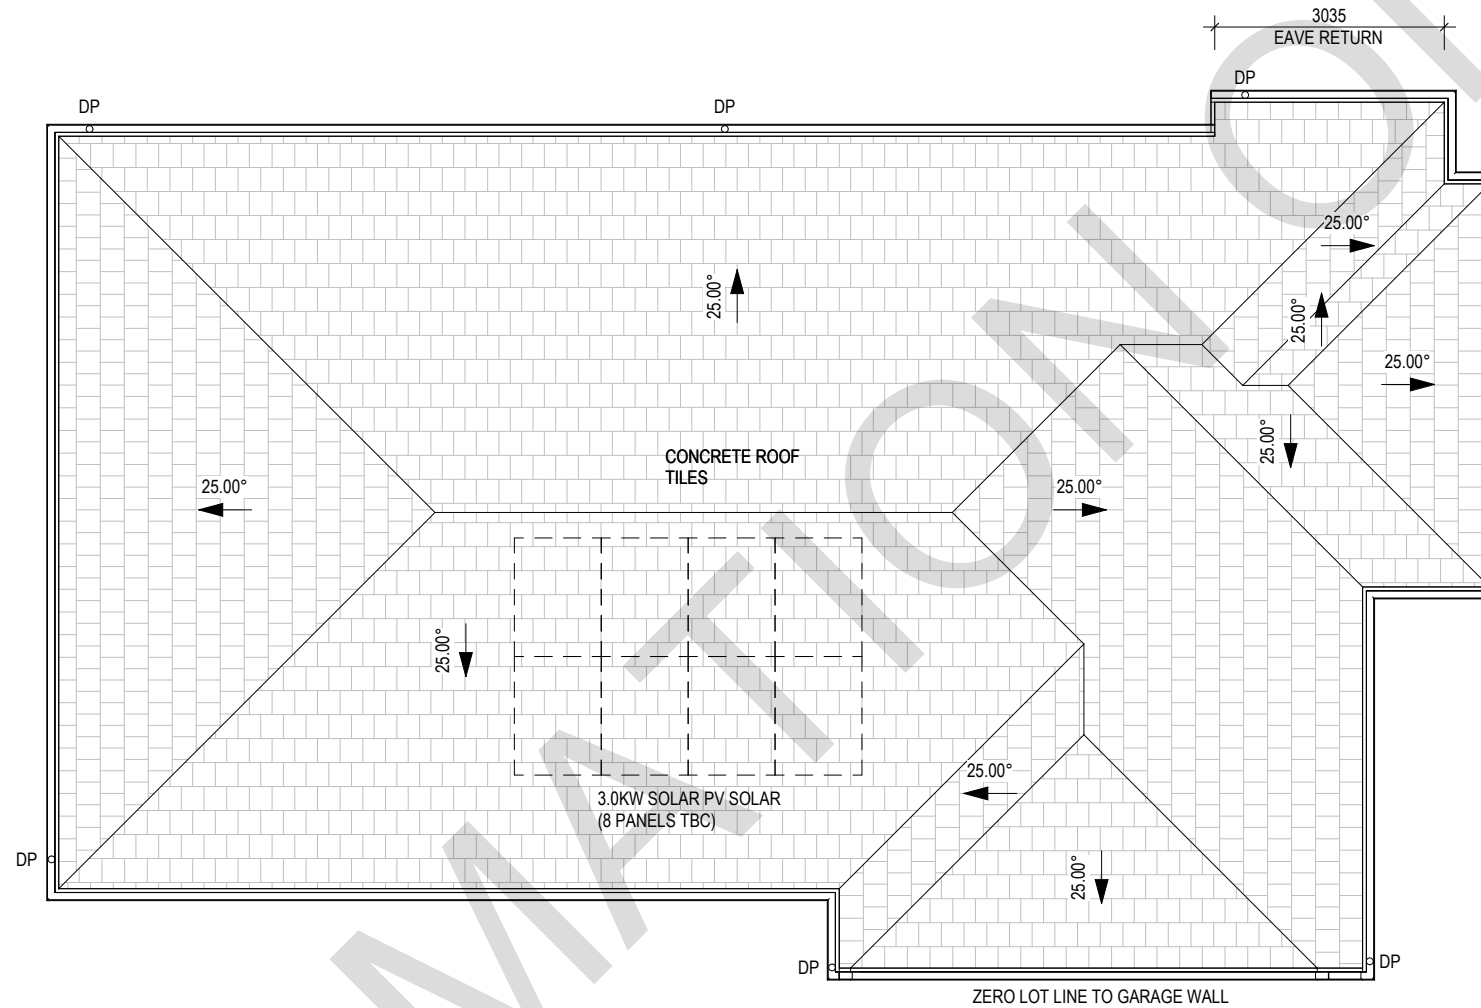 3035
EAVE RETURN
DP
DP
DP
25.00°
25.00°
25.00°
25.00°
25.00°
CONCRETE ROOF
TILES
25.00°
25.00°
25.00°
25.00°
3.0KW SOLAR PV SOLAR
(8 PANELS TBC)
DP
25.00°
DP
DP
ZERO LOT LINE TO GARAGE WALL
MATION ON